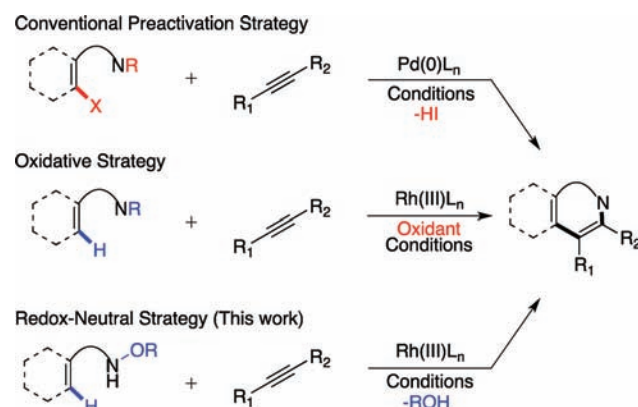 Conventional Preactivation Strategy
NR
X
+
R1
R2
Pd(0)Ln
Conditions
-HI
Oxidative Strategy
NR
H
+
R1
R2
Rh(III)Ln
Oxidant
Conditions
N
R2
R1
Redox-Neutral Strategy (This work)
N
H
OR
H
+
R1
R2
Rh(III)Ln
Conditions
-ROH